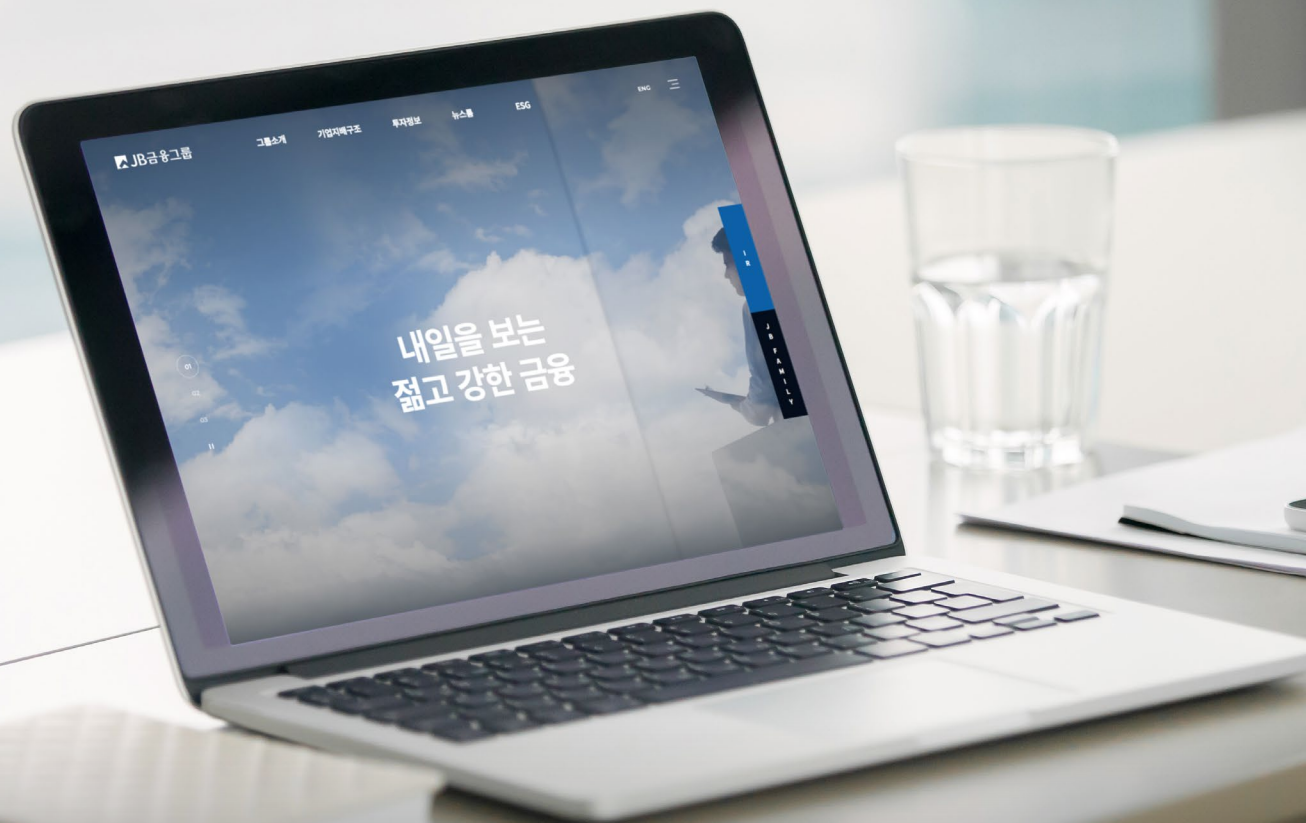 JB금융그룹
그룹소개
기업지배구조
투자정보
뉴스룸
ESG
ENG
내일을 보는
젊고 강한 금융
01
02
03
IR
JB FAMILY